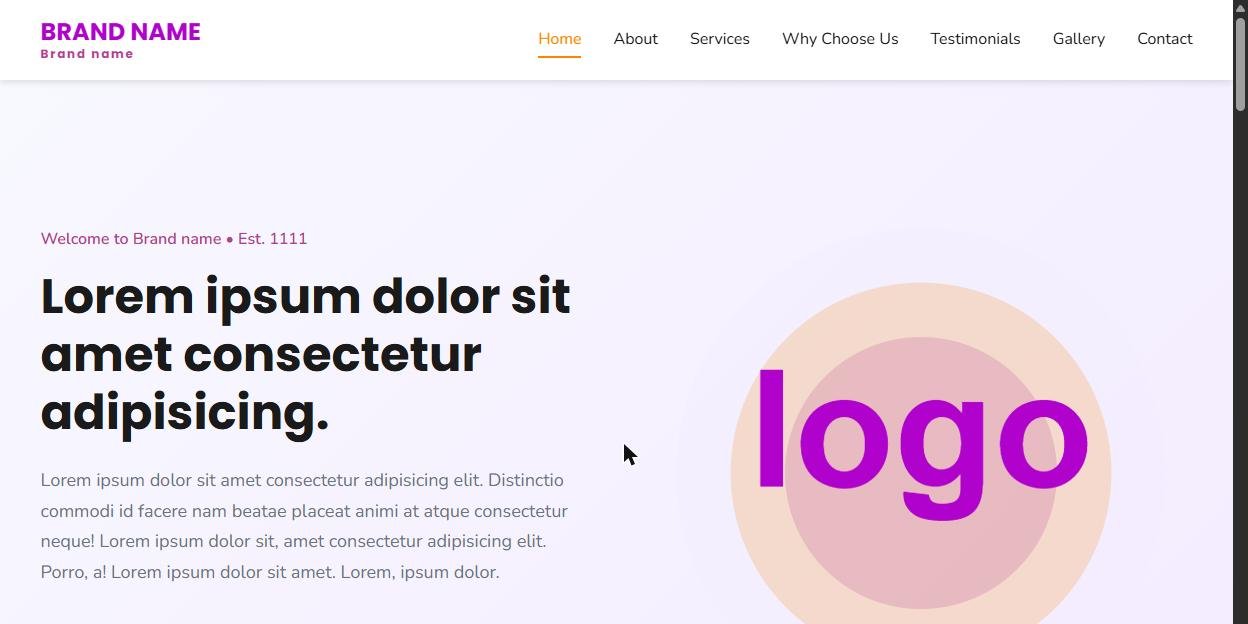 BRAND NAME
Brand name
Home
About
Services
Why Choose Us
Testimonials
Gallery
Contact
Welcome to Brand name • Est. 1111
Lorem ipsum dolor sit
amet consectetur
adipisicing.
Lorem ipsum dolor sit amet consectetur adipisicing elit. Distinctio
commodi id facere nam beatae placeat animi at atque consectetur
neque! Lorem ipsum dolor sit, amet consectetur adipisicing elit.
Porro, a! Lorem ipsum dolor sit amet. Lorem, ipsum dolor.
logo